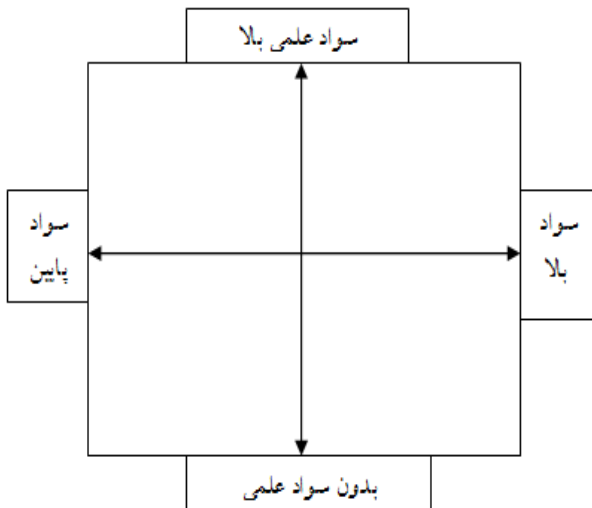 سواد علمی بالا
سواد
بالا
سواد
پایین
بدون سواد علمی